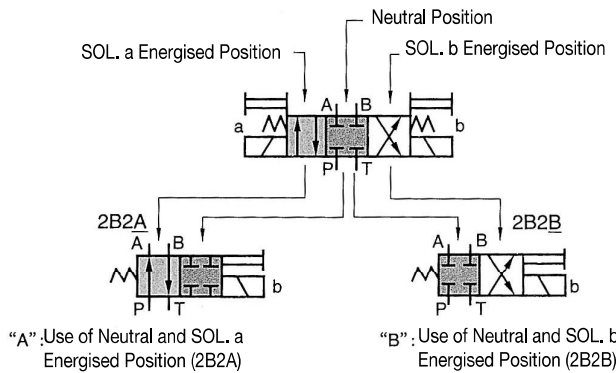 Neutral Position
SOL. a Energised Position
SOL. b Energised Position
A B
a
b
P T
2B2A
2B2B
A B
A B
b
b
P T
P T
"A": Use of Neutral and SOL. a
Energised Position (2B2A)
"B": Use of Neutral and SOL. b
Energised Position (2B2B)